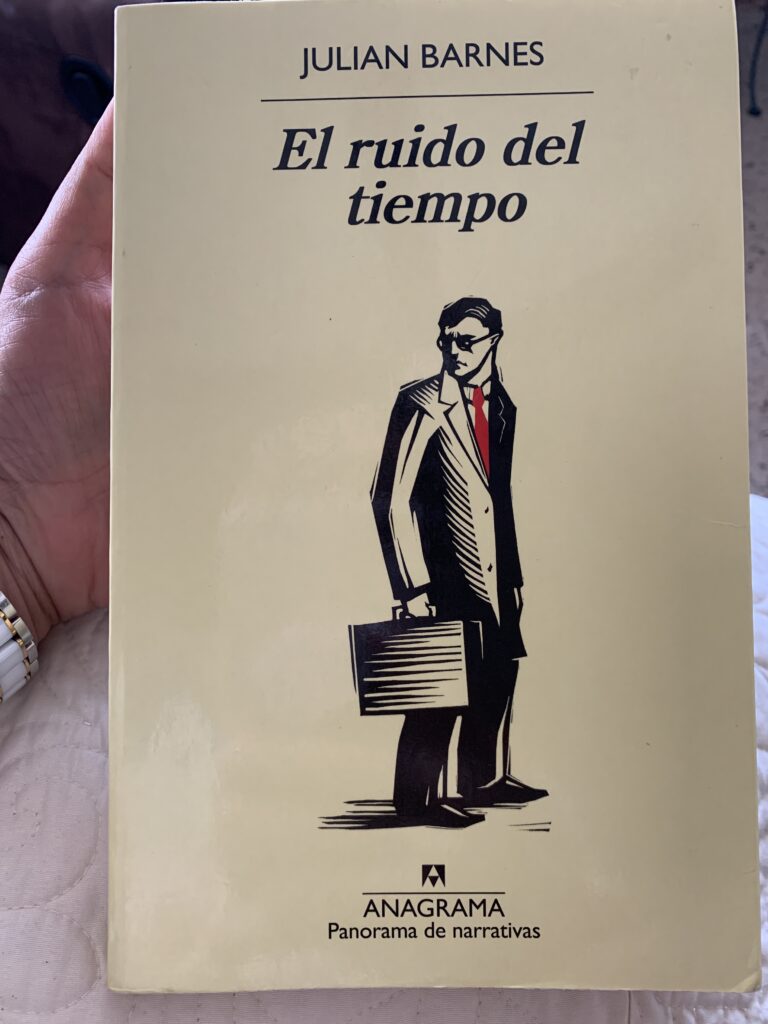 JULIAN BARNES
El ruido del
tiempo
ANAGRAMA
Panorama de narrativas